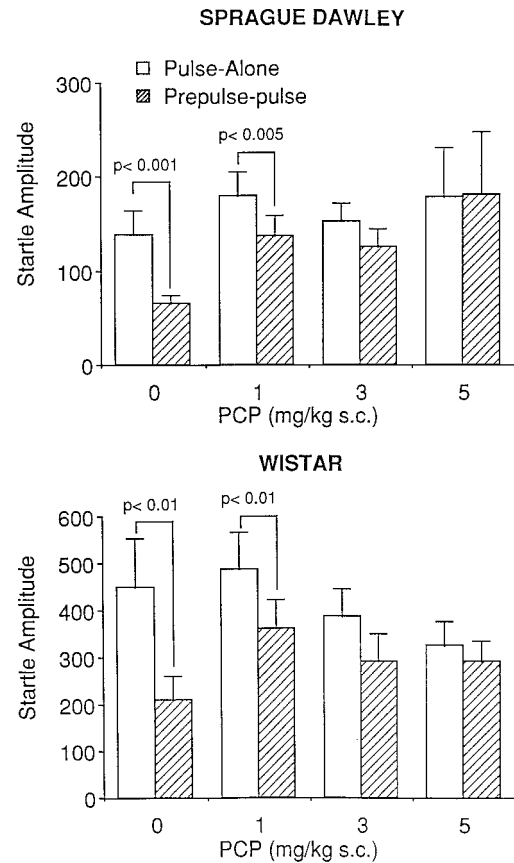 SPRAGUE DAWLEY
Pulse-Alone
Prepulse-pulse
300
200
100
0
Startle Amplitude
p< 0.001
p< 0.005
0 1 3 5
PCP (mg/kg s.c.)
WISTAR
600
500
400
300
200
100
0
Startle Amplitude
p< 0.01
p< 0.01
0 1 3 5
PCP (mg/kg s.c.)